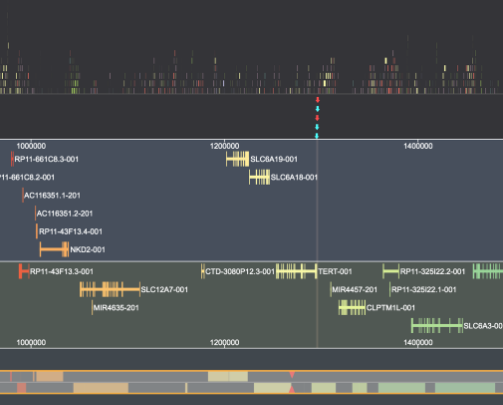 1000000 1200000 1400000
RP11-661C8.3-001 SLC6A19-001
P11-661C8.2-001 SLC6A18-001
AC116351.1-201
AC116351.2-201
RP11-43F13.4-001
NKD2-001
RP11-43F13.3-001 CTD-3080P12.3-001 TERT-001 RP11-325I22.2-001
SLC12A7-001 MIR4457-201 RP11-325I22.1-001
MIR4635-201 CLPTM1L-001
SLC6A3-00
1000000 1200000 1400000